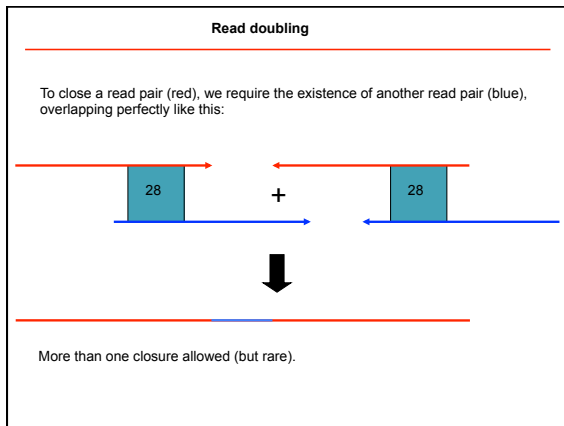 Read doubling
To close a read pair (red), we require the existence of another read pair (blue),
overlapping perfectly like this:
28
+
28
More than one closure allowed (but rare).